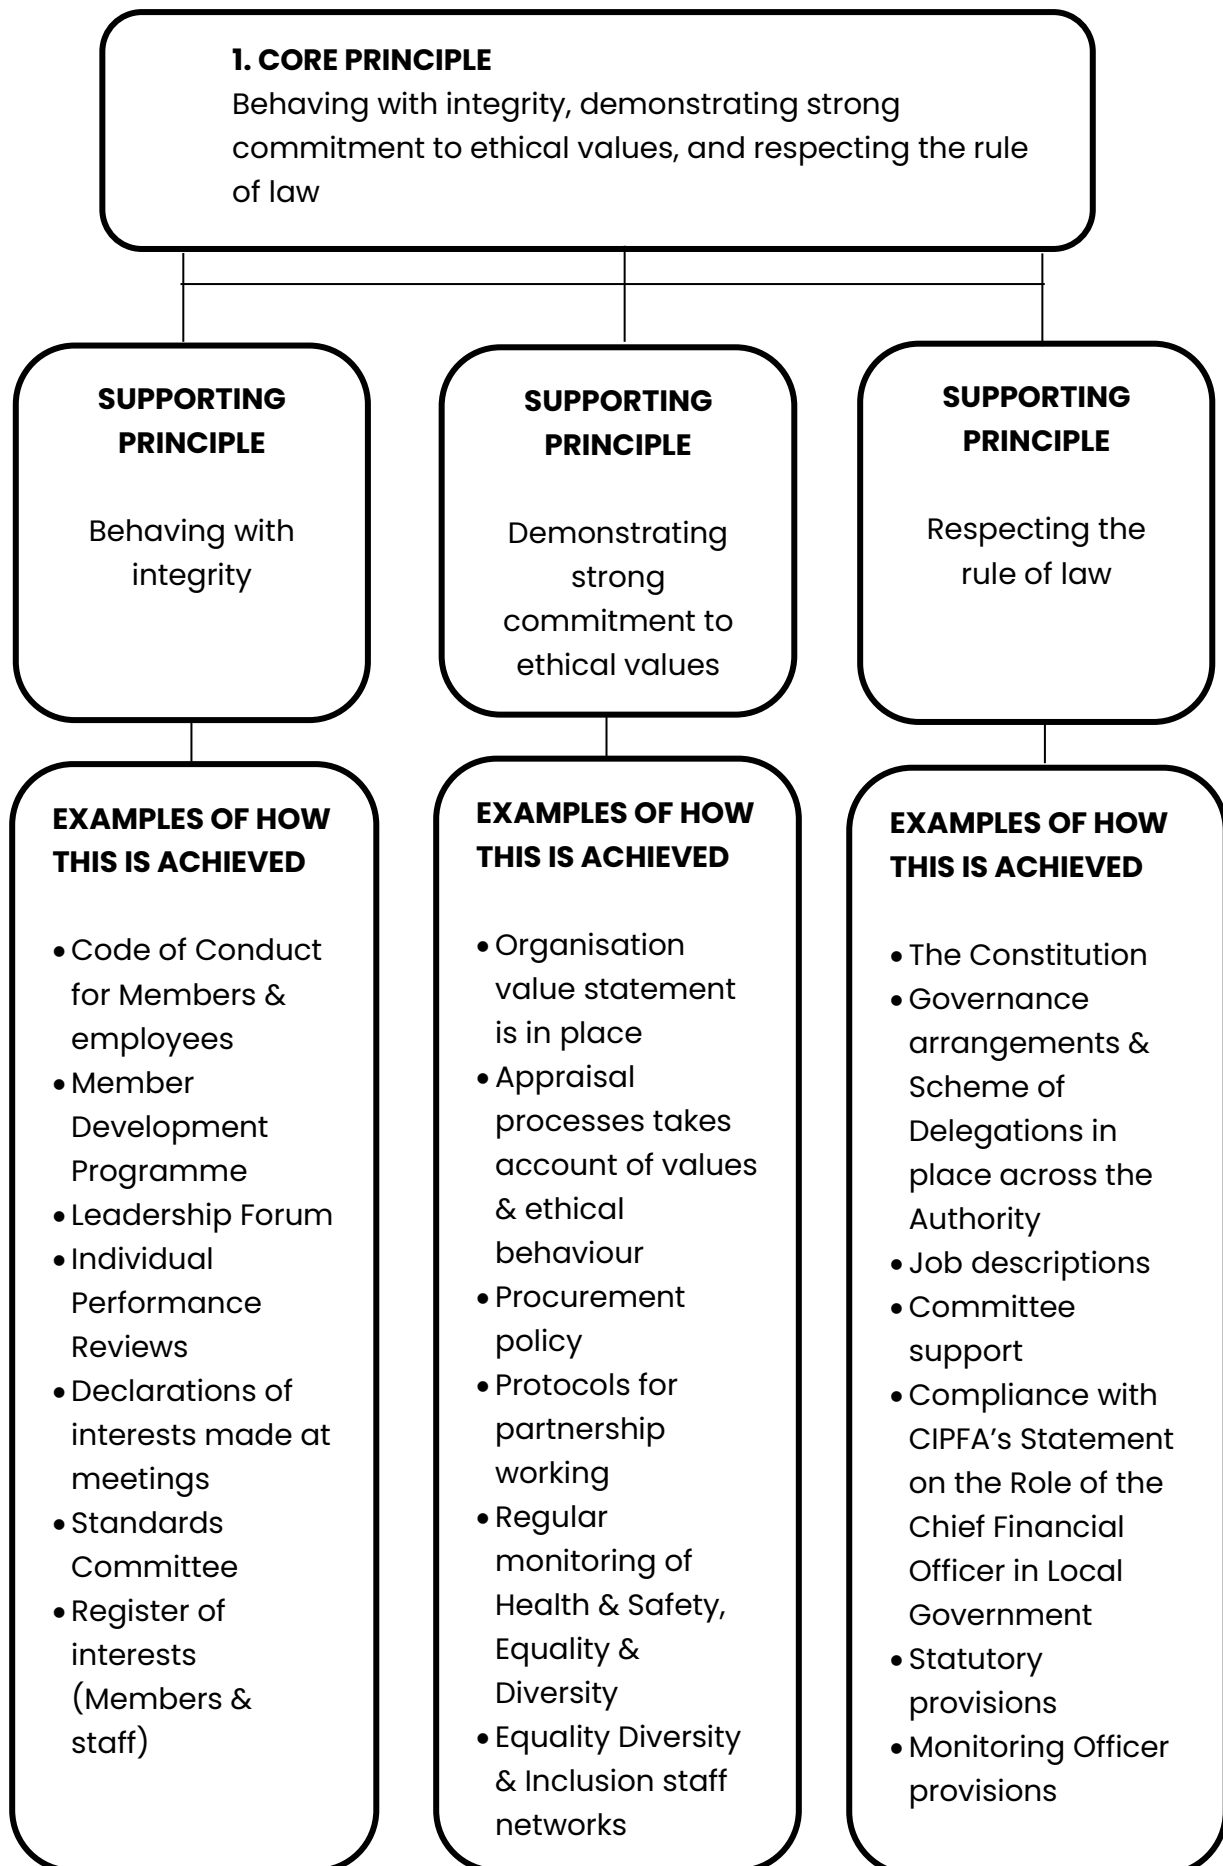 1. CORE PRINCIPLE
Behaving with integrity, demonstrating strong
commitment to ethical values, and respecting the rule
of law
SUPPORTING
PRINCIPLE
Behaving with
integrity
SUPPORTING
PRINCIPLE
Demonstrating
strong
commitment to
ethical values
SUPPORTING
PRINCIPLE
Respecting the
rule of law
EXAMPLES OF HOW
THIS IS ACHIEVED
• Code of Conduct
for Members &
employees
• Member
Development
Programme
• Leadership Forum
• Individual
Performance
Reviews
• Declarations of
interests made at
meetings
• Standards
Committee
• Register of
interests
(Members &
staff)
EXAMPLES OF HOW
THIS IS ACHIEVED
• Organisation
value statement
is in place
• Appraisal
processes takes
account of values
& ethical
behaviour
• Procurement
policy
• Protocols for
partnership
working
• Regular
monitoring of
Health & Safety,
Equality &
Diversity
• Equality Diversity
& Inclusion staff
networks
EXAMPLES OF HOW
THIS IS ACHIEVED
• The Constitution
• Governance
arrangements &
Scheme of
Delegations in
place across the
Authority
• Job descriptions
• Committee
support
• Compliance with
CIPFA’s Statement
on the Role of the
Chief Financial
Officer in Local
Government
• Statutory
provisions
• Monitoring Officer
provisions